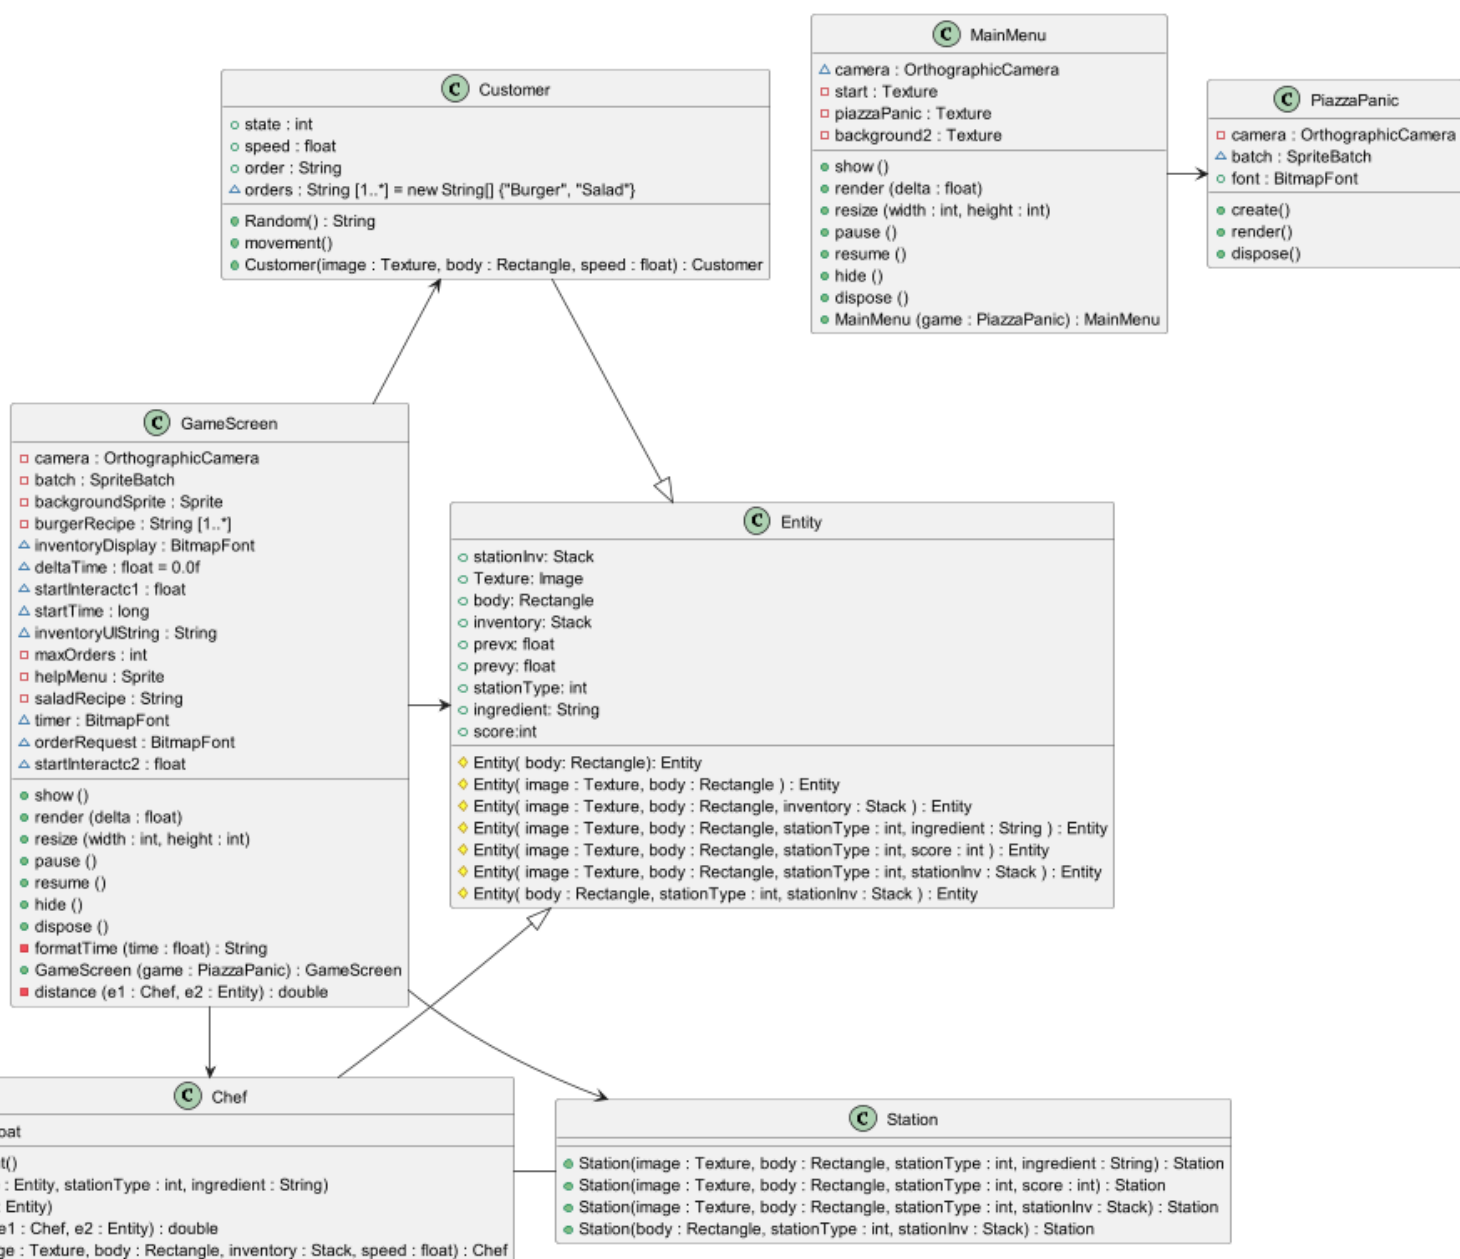 C MainMenu
camera : OrthographicCamera
start : Texture
piazzaPanic : Texture
background2 : Texture
show ()
render (delta : float)
resize (width : int, height : int)
pause ()
resume ()
hide ()
dispose ()
MainMenu (game : PiazzaPanic) : MainMenu
C PiazzaPanic
camera : OrthographicCamera
batch : SpriteBatch
font : BitmapFont
create()
render()
dispose()
C Customer
state : int
speed : float
order : String
orders : String [1..*] = new String[] {"Burger", "Salad"}
Random() : String
movement()
Customer(image : Texture, body : Rectangle, speed : float) : Customer
C GameScreen
camera : OrthographicCamera
batch : SpriteBatch
backgroundSprite : Sprite
burgerRecipe : String [1..*]
inventoryDisplay : BitmapFont
deltaTime : float = 0.0f
startInteractc1 : float
startTime : long
inventoryUIString : String
maxOrders : int
helpMenu : Sprite
saladRecipe : String
timer : BitmapFont
orderRequest : BitmapFont
startInteractc2 : float
show ()
render (delta : float)
resize (width : int, height : int)
pause ()
resume ()
hide ()
dispose ()
formatTime (time : float) : String
GameScreen (game : PiazzaPanic) : GameScreen
distance (e1 : Chef, e2 : Entity) : double
C Entity
stationInv: Stack
Texture: Image
body: Rectangle
inventory: Stack
prevx: float
prevy: float
stationType: int
ingredient: String
score:int
Entity( body: Rectangle): Entity
Entity( image : Texture, body : Rectangle ) : Entity
Entity( image : Texture, body : Rectangle, inventory : Stack ) : Entity
Entity( image : Texture, body : Rectangle, stationType : int, ingredient : String ) : Entity
Entity( image : Texture, body : Rectangle, stationType : int, score : int ) : Entity
Entity( image : Texture, body : Rectangle, stationType : int, stationInv : Stack ) : Entity
Entity( body : Rectangle, stationType : int, stationInv : Stack ) : Entity
C Chef
oat
t()
: Entity, stationType : int, ingredient : String)
: Entity)
e1 : Chef, e2 : Entity) : double
ge : Texture, body : Rectangle, inventory : Stack, speed : float) : Chef
C Station
Station(image : Texture, body : Rectangle, stationType : int, ingredient : String) : Station
Station(image : Texture, body : Rectangle, stationType : int, score : int) : Station
Station(image : Texture, body : Rectangle, stationType : int, stationInv : Stack) : Station
Station(body : Rectangle, stationType : int, stationInv : Stack) : Station